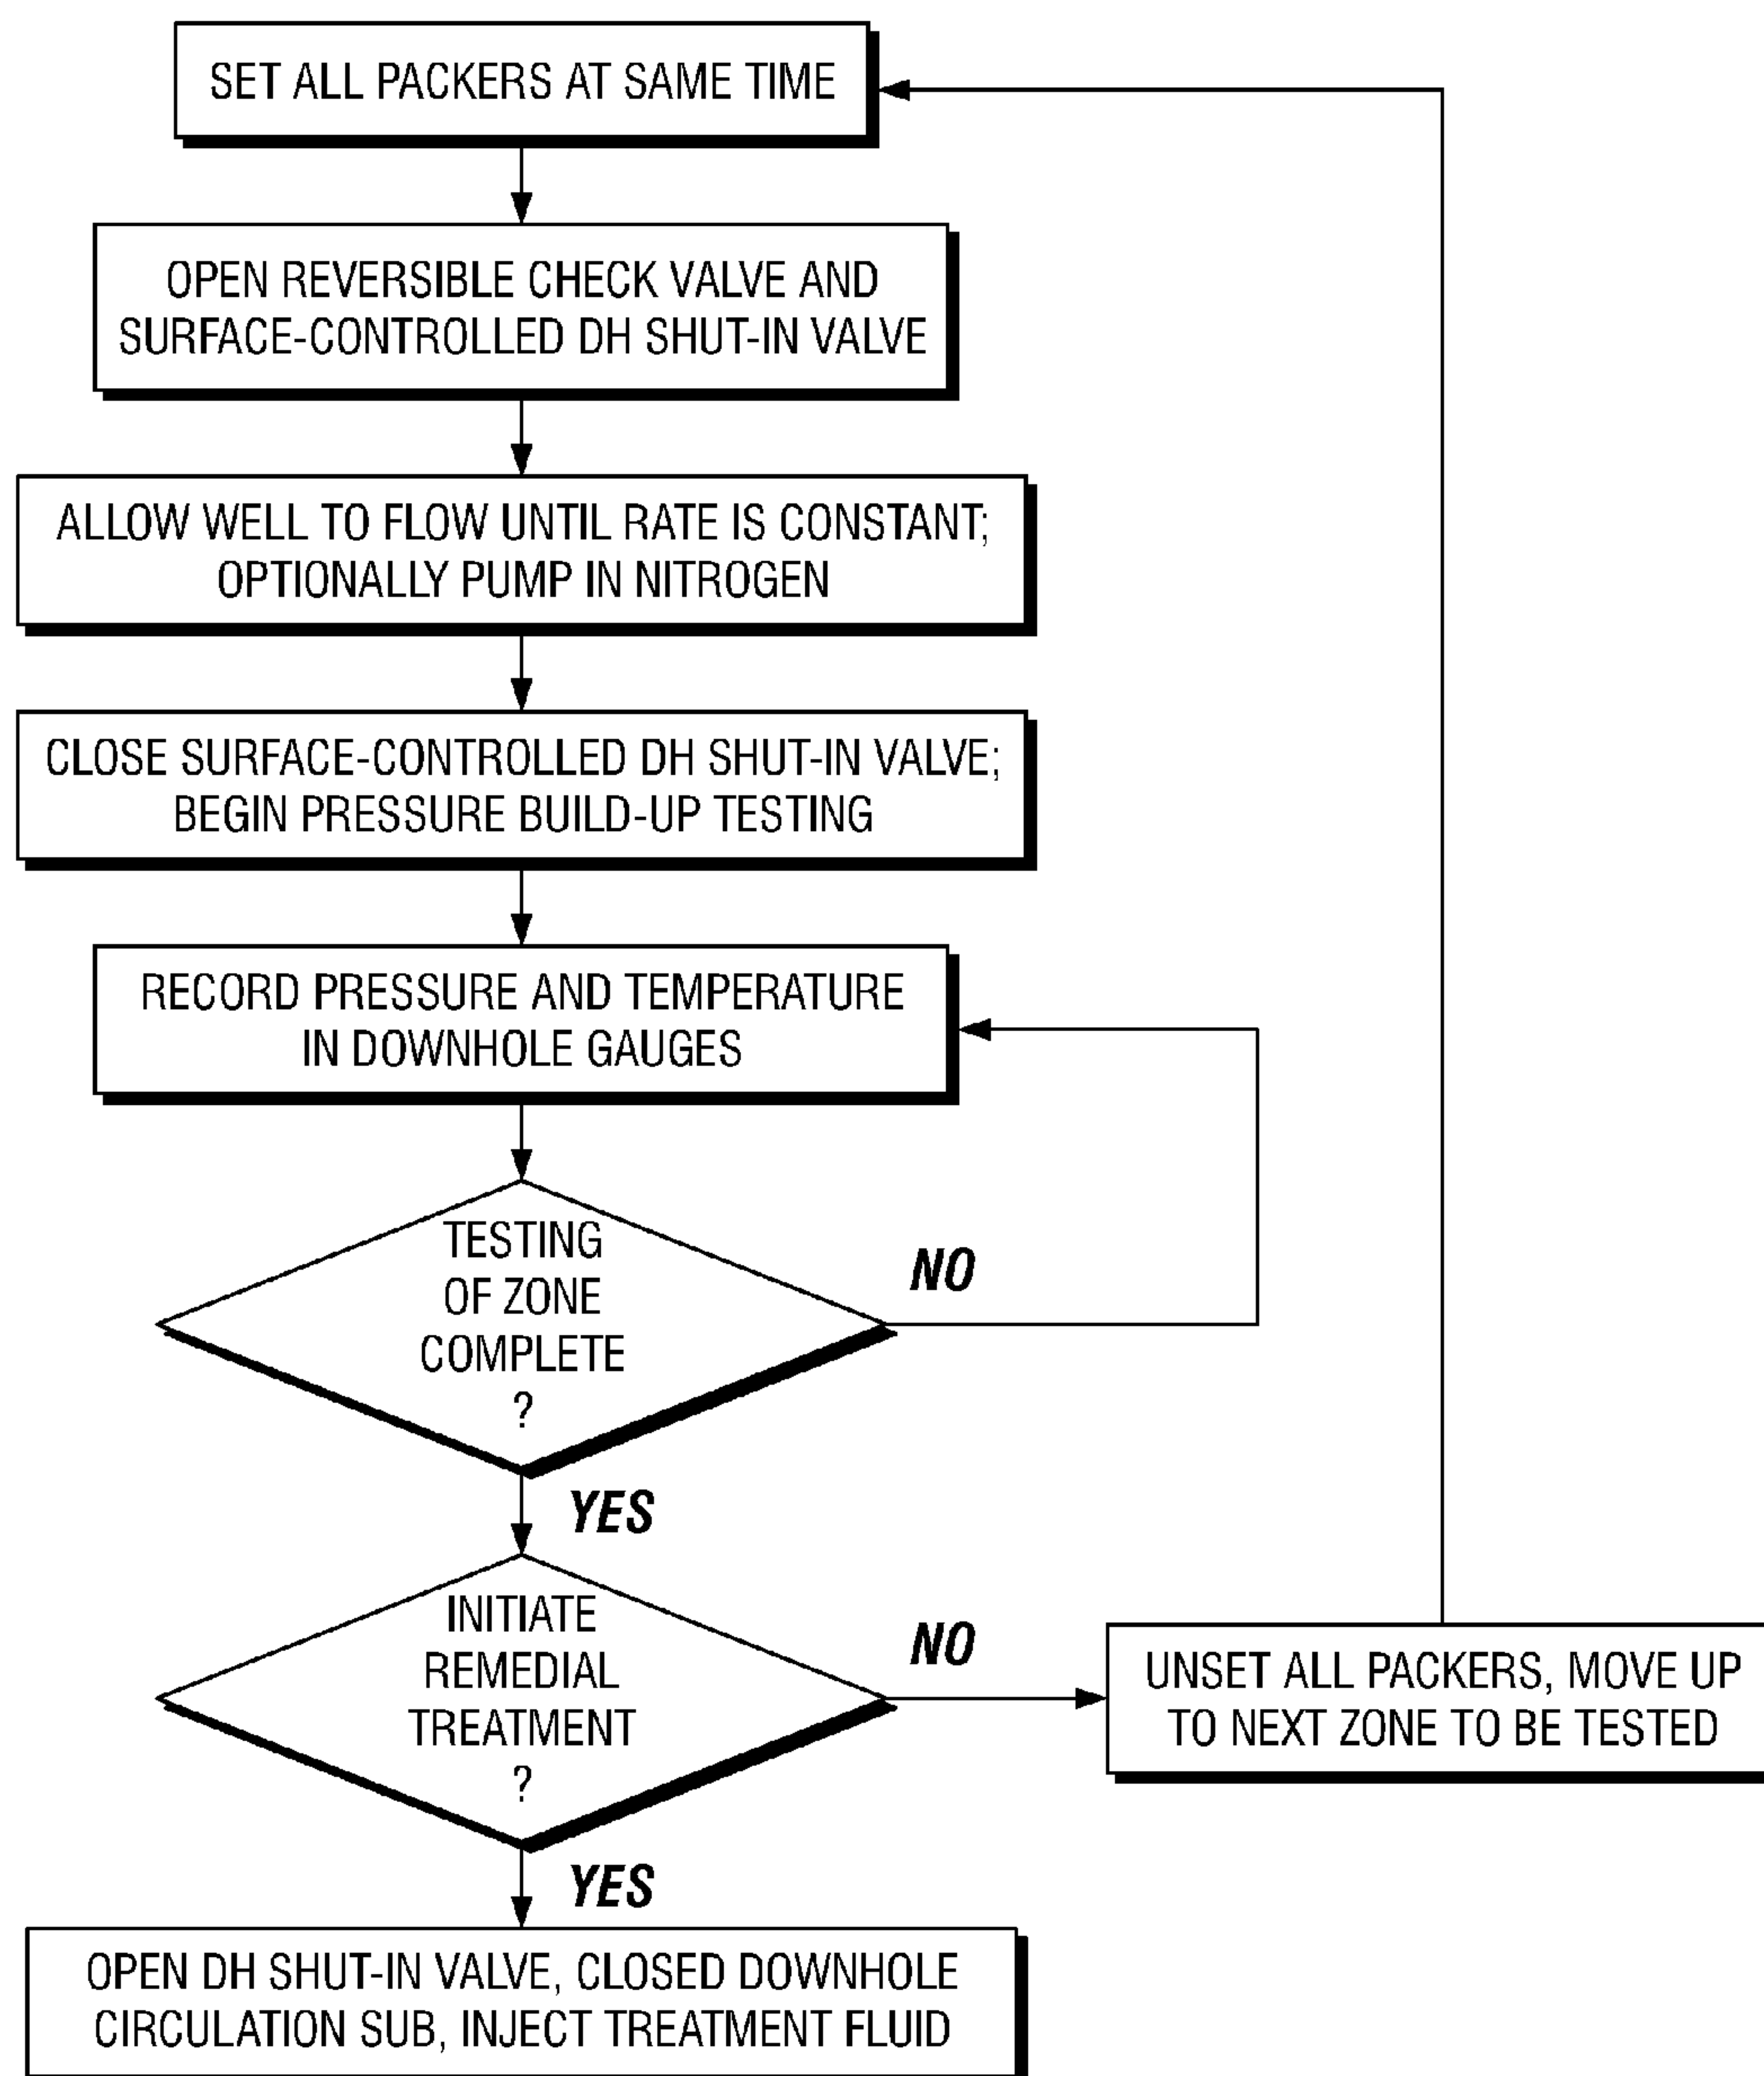 SET ALL PACKERS AT SAME TIME
OPEN REVERSIBLE CHECK VALVE AND
SURFACE-CONTROLLED DH SHUT-IN VALVE
ALLOW WELL TO FLOW UNTIL RATE IS CONSTANT;
OPTIONALLY PUMP IN NITROGEN
CLOSE SURFACE-CONTROLLED DH SHUT-IN VALVE;
BEGIN PRESSURE BUILD-UP TESTING
RECORD PRESSURE AND TEMPERATURE
IN DOWNHOLE GAUGES
TESTING
OF ZONE
COMPLETE
?
NO
YES
INITIATE
REMEDIAL
TREATMENT
?
NO
UNSET ALL PACKERS, MOVE UP
TO NEXT ZONE TO BE TESTED
YES
OPEN DH SHUT-IN VALVE, CLOSED DOWNHOLE
CIRCULATION SUB, INJECT TREATMENT FLUID